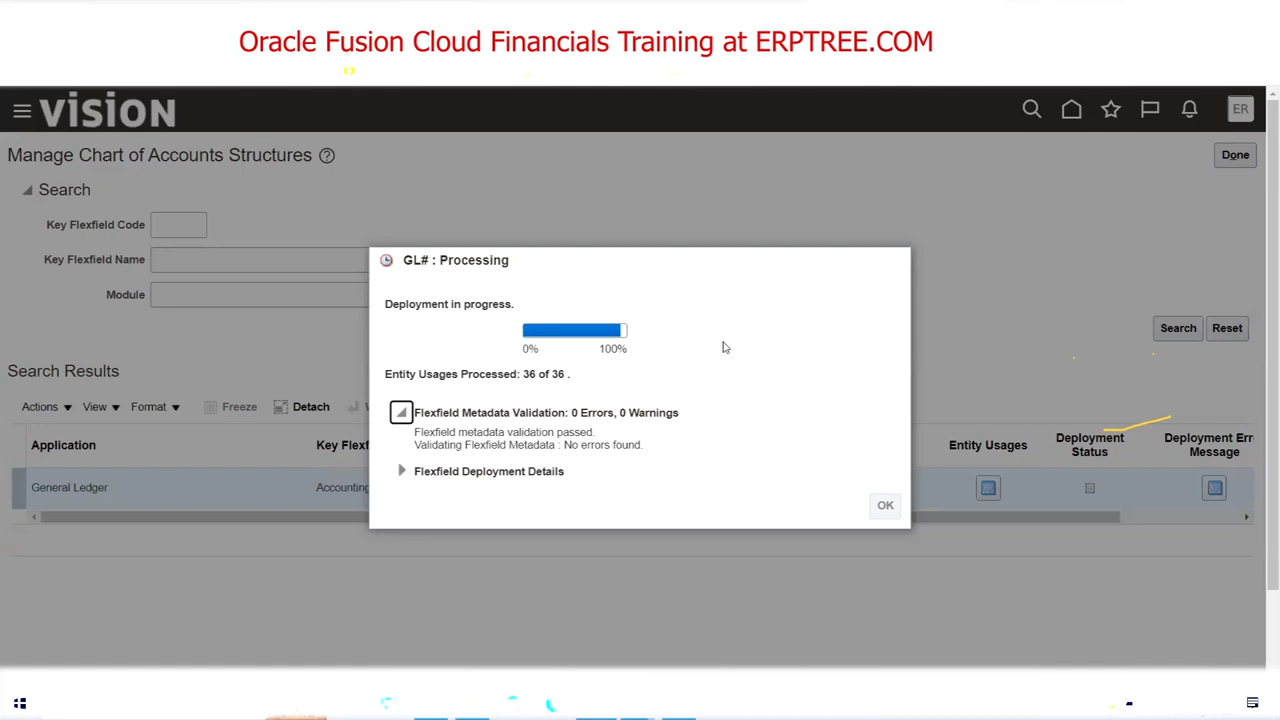 Oracle Fusion Cloud Financials Training at ERPTREE.COM
VISION
ER
Manage Chart of Accounts Structures
Done
Search
Key Flexfield Code
Key Flexfield Name
Module
Search Reset
GL# : Processing
Deployment in progress.
0% 100%
Entity Usages Processed: 36 of 36 .
Flexfield Metadata Validation: 0 Errors, 0 Warnings
Flexfield metadata validation passed.
Validating Flexfield Metadata : No errors found.
Flexfield Deployment Details
OK
Search Results
Actions View Format Freeze Detach
Application Key Entity Usages Deployment Status Deployment Message
General Ledger